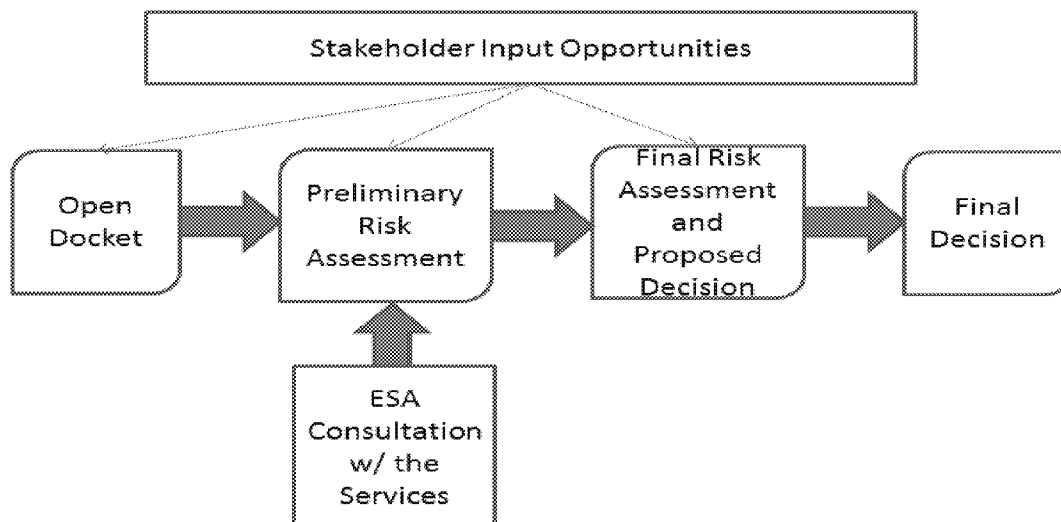 Stakeholder Input Opportunities
Open
Docket
Preliminary
Risk
Assessment
Final Risk
Assessment
and
Proposed
Decision
Final
Decision
ESA
Consultation
w/ the
Services